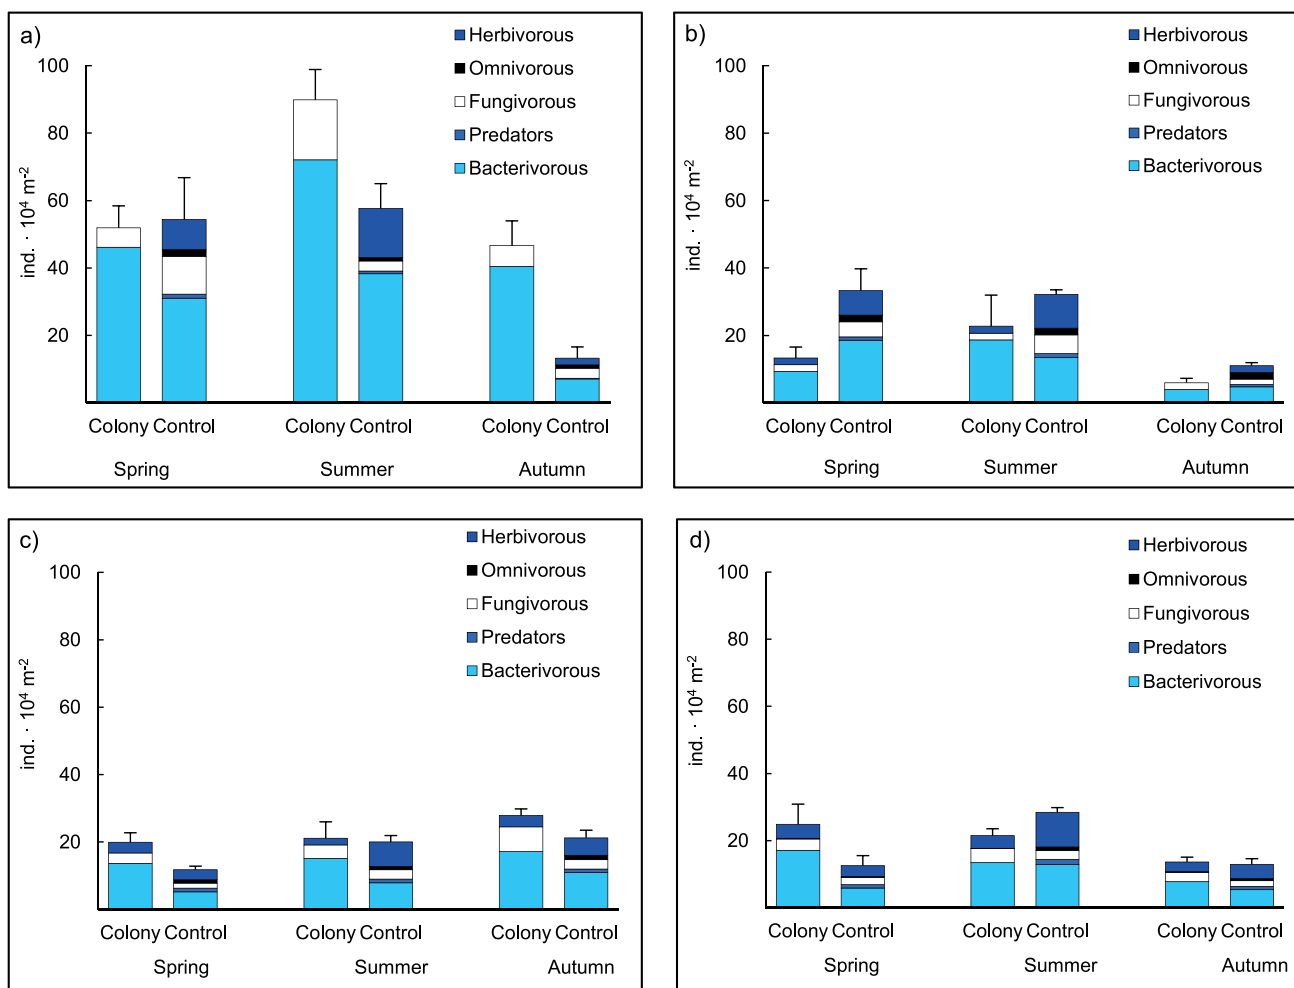 a)
Herbivorous
Omnivorous
Fungivorous
Predators
Bacterivorous
100
80
60
40
20
ind. · 10⁴ m⁻²
Colony Control Colony Control Colony Control
Spring Summer Autumn
b)
Herbivorous
Omnivorous
Fungivorous
Predators
Bacterivorous
100
80
60
40
20
ind. · 10⁴ m⁻²
Colony Control Colony Control Colony Control
Spring Summer Autumn
c)
Herbivorous
Omnivorous
Fungivorous
Predators
Bacterivorous
100
80
60
40
20
ind. · 10⁴ m⁻²
Colony Control Colony Control Colony Control
Spring Summer Autumn
d)
Herbivorous
Omnivorous
Fungivorous
Predators
Bacterivorous
100
80
60
40
20
ind. · 10⁴ m⁻²
Colony Control Colony Control Colony Control
Spring Summer Autumn